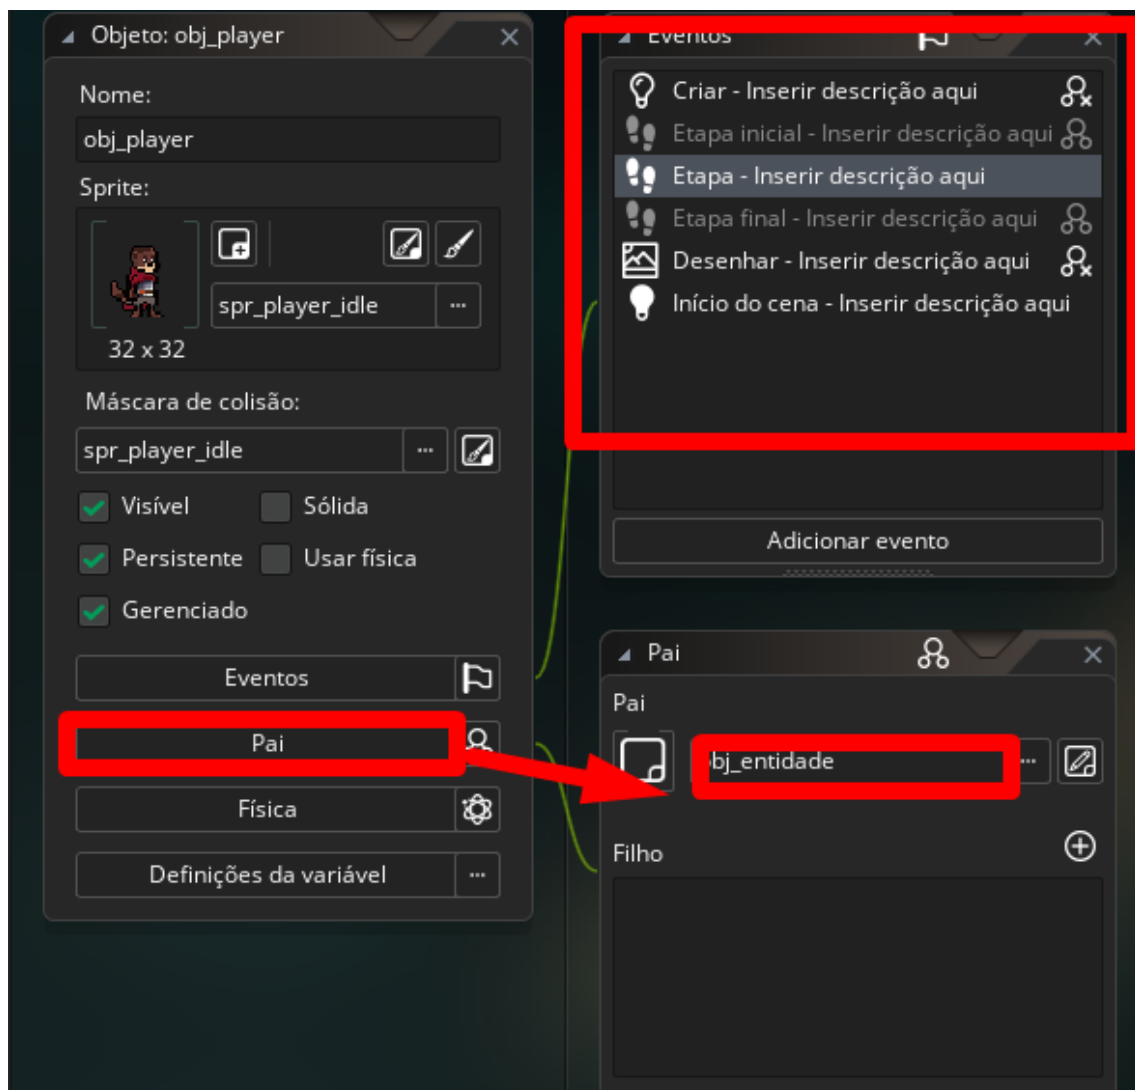 Objeto: obj_player
Nome:
obj_player
Sprite:
spr_player_idle
32 x 32
Máscara de colisão:
spr_player_idle
Visível
Sólida
Persistente
Usar física
Gerenciado
Eventos
Pai
Física
Definições da variável
Eventos
Criar - Inserir descrição aqui
Etapa inicial - Inserir descrição aqui
Etapa - Inserir descrição aqui
Etapa final - Inserir descrição aqui
Desenhar - Inserir descrição aqui
Início do cena - Inserir descrição aqui
Adicionar evento
Pai
Pai
obj_entidade
Filho